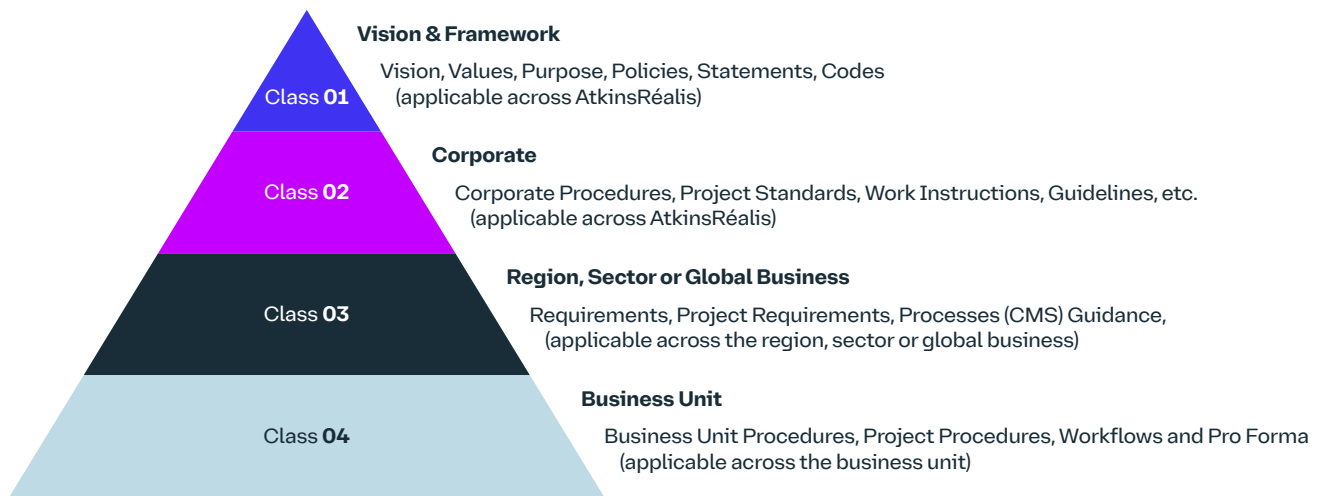 Vision & Framework
Vision, Values, Purpose, Policies, Statements, Codes
(applicable across AtkinsRéalis)
Class 01
Corporate
Corporate Procedures, Project Standards, Work Instructions, Guidelines, etc.
(applicable across AtkinsRéalis)
Class 02
Region, Sector or Global Business
Requirements, Project Requirements, Processes (CMS) Guidance,
(applicable across the region, sector or global business)
Class 03
Business Unit
Business Unit Procedures, Project Procedures, Workflows and Pro Forma
(applicable across the business unit)
Class 04